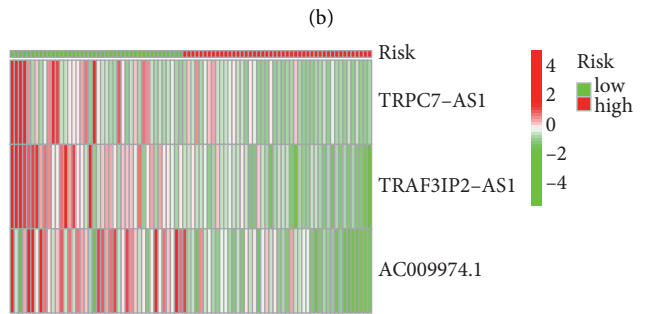 (b)
Risk
TRPC7–AS1
TRAF3IP2–AS1
AC009974.1
4
2
0
–2
–4
Risk
low
high